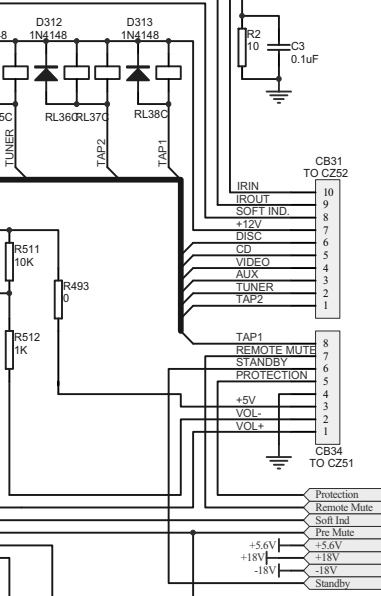 D312
1N4148
D313
1N4148
R2
10
C3
0.1uF
RL36C
RL37C
RL38C
5C
TUNER
TAP2
TAP1
CB31
TO CZ52
IRIN 10
IROUT 9
SOFT IND. 8
+12V 7
DISC 6
CD 5
VIDEO 4
AUX 3
TUNER 2
TAP2 1
R511
10K
R493
0
R512
1K
TAP1 8
REMOTE MUTE 7
STANDBY 6
PROTECTION 5
4
+5V 3
VOL- 2
VOL+ 1
CB34
TO CZ51
Protection
Remote Mute
Soft Ind
Pre Mute
+5.6V +5.6V
+18V +18V
-18V -18V
Standby